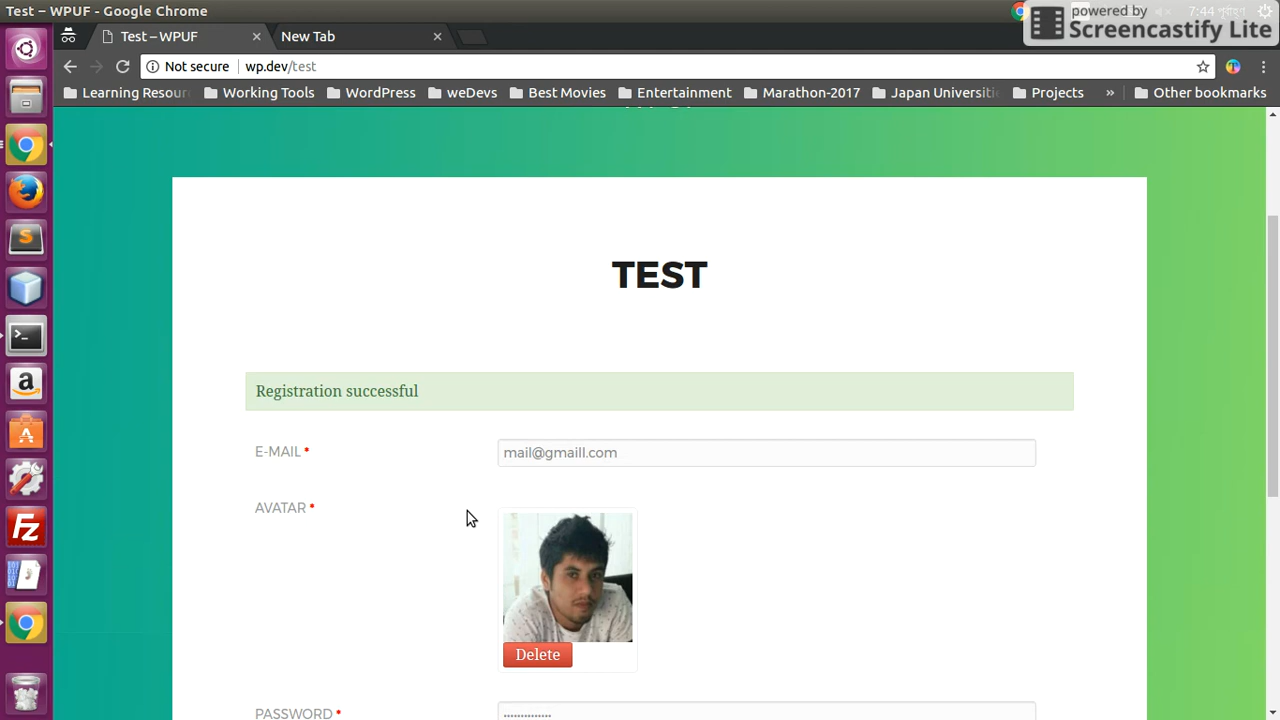 Test – WPUF - Google Chrome
7:44 পূর্বাহ্ণ
powered by
Screencastify Lite
Test – WPUF
New Tab
Not secure
wp.dev/test
Learning Resour
Working Tools
WordPress
weDevs
Best Movies
Entertainment
Marathon-2017
Japan Universiti
Projects
»
Other bookmarks
TEST
Registration successful
E-MAIL *
mail@gmaill.com
AVATAR *
Delete
PASSWORD *